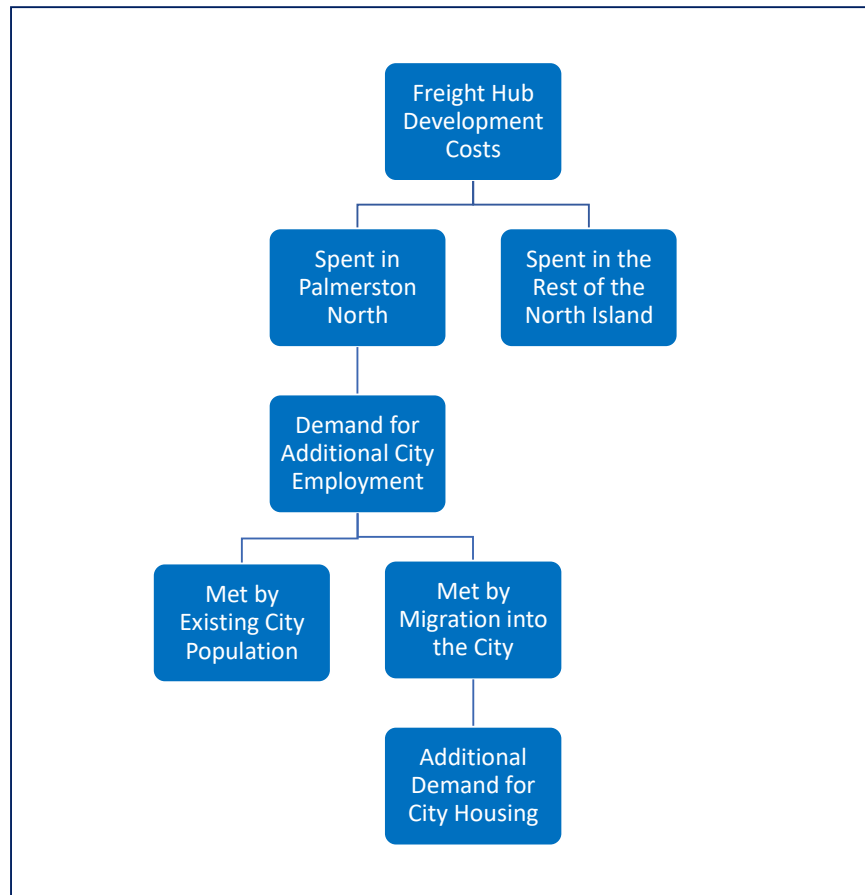 Freight Hub
Development
Costs
Spent in
Palmerston
North
Spent in the
Rest of the
North Island
Demand for
Additional City
Employment
Met by
Existing City
Population
Met by
Migration into
the City
Additional
Demand for
City Housing